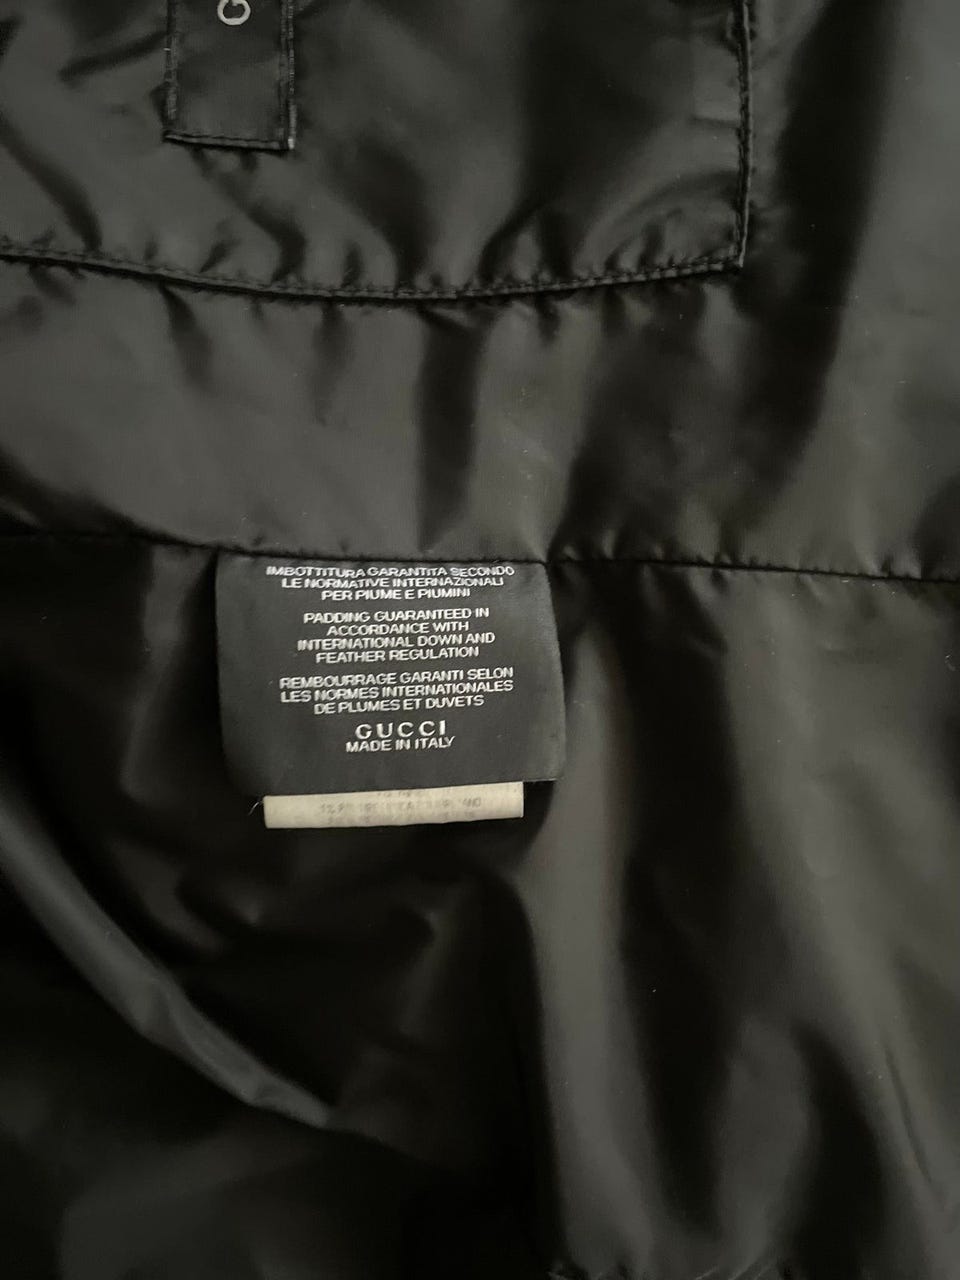 G
IMBOTTITURA GARANTITA SECONDO
LE NORMATIVE INTERNAZIONALI
PER PIUME E PIUMINI
PADDING GUARANTEED IN
ACCORDANCE WITH
INTERNATIONAL DOWN AND
FEATHER REGULATION
REMBOURRAGE GARANTI SELON
LES NORMES INTERNATIONALES
DE PLUMES ET DUVETS
GUCCI
MADE IN ITALY